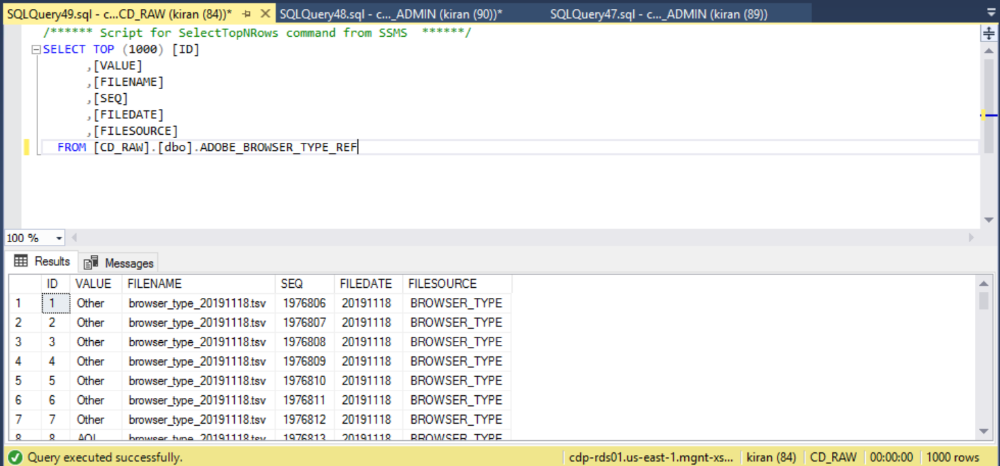 SQLQuery49.sql - c...CD_RAW (kiran (84))* SQLQuery48.sql - c..._ADMIN (kiran (90))* SQLQuery47.sql - c..._ADMIN (kiran (89))
/****** Script for SelectTopNRows command from SSMS ******/
SELECT TOP (1000) [ID]
,[VALUE]
,[FILENAME]
,[SEQ]
,[FILEDATE]
,[FILESOURCE]
FROM [CD_RAW].[dbo].ADOBE_BROWSER_TYPE_REF
100 %
Results Messages
ID VALUE FILENAME SEQ FILEDATE FILESOURCE
1 1 Other browser_type_20191118.tsv 1976806 20191118 BROWSER_TYPE
2 2 Other browser_type_20191118.tsv 1976807 20191118 BROWSER_TYPE
3 3 Other browser_type_20191118.tsv 1976808 20191118 BROWSER_TYPE
4 4 Other browser_type_20191118.tsv 1976809 20191118 BROWSER_TYPE
5 5 Other browser_type_20191118.tsv 1976810 20191118 BROWSER_TYPE
6 6 Other browser_type_20191118.tsv 1976811 20191118 BROWSER_TYPE
7 7 Other browser_type_20191118.tsv 1976812 20191118 BROWSER_TYPE
8 8 AOL browser_type_20191118.tsv 1976813 20191118 BROWSER_TYPE
Query executed successfully. cdp-rds01.us-east-1.mgnt-xs... kiran (84) CD_RAW 00:00:00 1000 rows